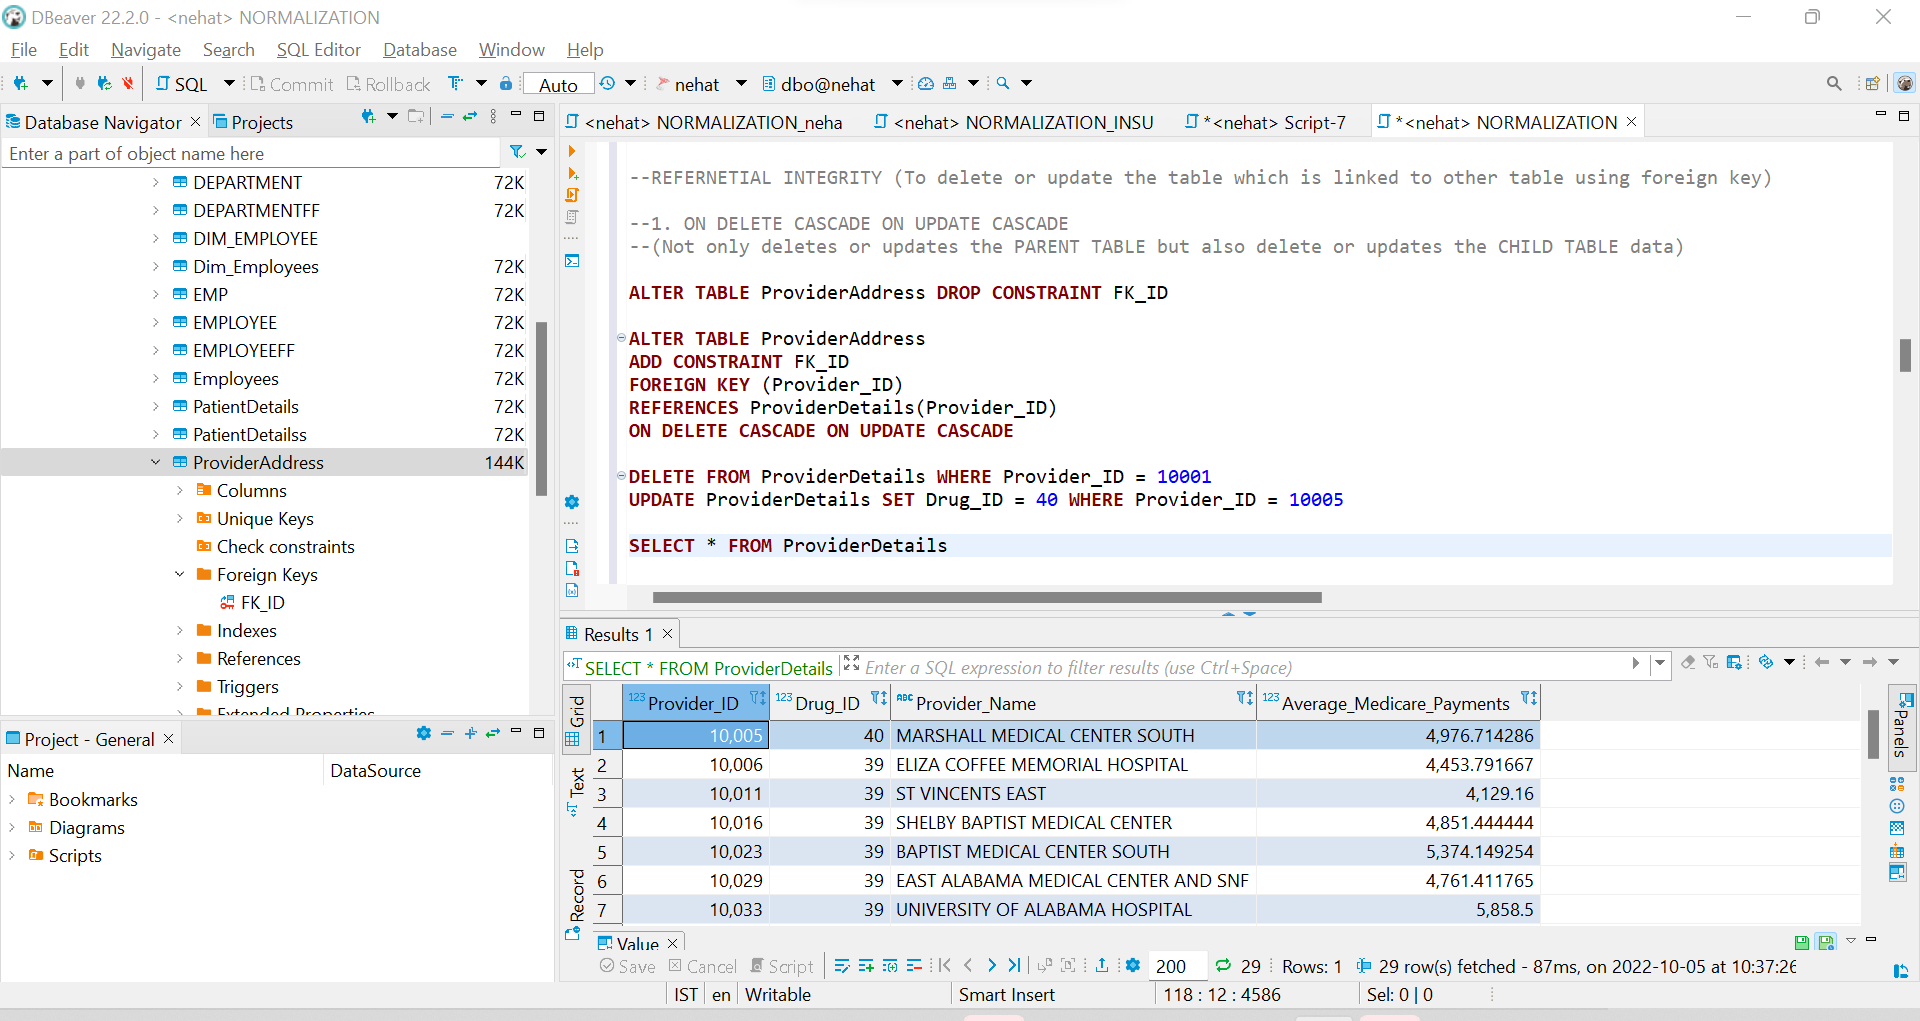 DBeaver 22.2.0 - <nehat> NORMALIZATION
File Edit Navigate Search SQL Editor Database Window Help
SQL Commit Rollback Auto nehat dbo@nehat
Database Navigator Projects
Enter a part of object name here
DEPARTMENT 72K
DEPARTMENTFF 72K
DIM_EMPLOYEE
Dim_Employees 72K
EMP 72K
EMPLOYEE 72K
EMPLOYEEFF 72K
Employees 72K
PatientDetails 72K
PatientDetailss 72K
ProviderAddress 144K
Columns
Unique Keys
Check constraints
Foreign Keys
FK_ID
Indexes
References
Triggers
Extended Properties
Project - General
Name DataSource
Bookmarks
Diagrams
Scripts
<nehat> NORMALIZATION_neha <nehat> NORMALIZATION_INSU *<nehat> Script-7 *<nehat> NORMALIZATION
--REFERNETIAL INTEGRITY (To delete or update the table which is linked to other table using foreign key)
--1. ON DELETE CASCADE ON UPDATE CASCADE
--(Not only deletes or updates the PARENT TABLE but also delete or updates the CHILD TABLE data)
ALTER TABLE ProviderAddress DROP CONSTRAINT FK_ID
ALTER TABLE ProviderAddress
ADD CONSTRAINT FK_ID
FOREIGN KEY (Provider_ID)
REFERENCES ProviderDetails(Provider_ID)
ON DELETE CASCADE ON UPDATE CASCADE
DELETE FROM ProviderDetails WHERE Provider_ID = 10001
UPDATE ProviderDetails SET Drug_ID = 40 WHERE Provider_ID = 10005
SELECT * FROM ProviderDetails
Results 1
SELECT * FROM ProviderDetails Enter a SQL expression to filter results (use Ctrl+Space)
Grid
Text
Record
Panels
123 Provider_ID 123 Drug_ID ABC Provider_Name 123 Average_Medicare_Payments
1 10,005 40 MARSHALL MEDICAL CENTER SOUTH 4,976.714286
2 10,006 39 ELIZA COFFEE MEMORIAL HOSPITAL 4,453.791667
3 10,011 39 ST VINCENTS EAST 4,129.16
4 10,016 39 SHELBY BAPTIST MEDICAL CENTER 4,851.444444
5 10,023 39 BAPTIST MEDICAL CENTER SOUTH 5,374.149254
6 10,029 39 EAST ALABAMA MEDICAL CENTER AND SNF 4,761.411765
7 10,033 39 UNIVERSITY OF ALABAMA HOSPITAL 5,858.5
Value
Save Cancel Script 200 29 Rows: 1 29 row(s) fetched - 87ms, on 2022-10-05 at 10:37:26
IST en Writable Smart Insert 118 : 12 : 4586 Sel: 0 | 0